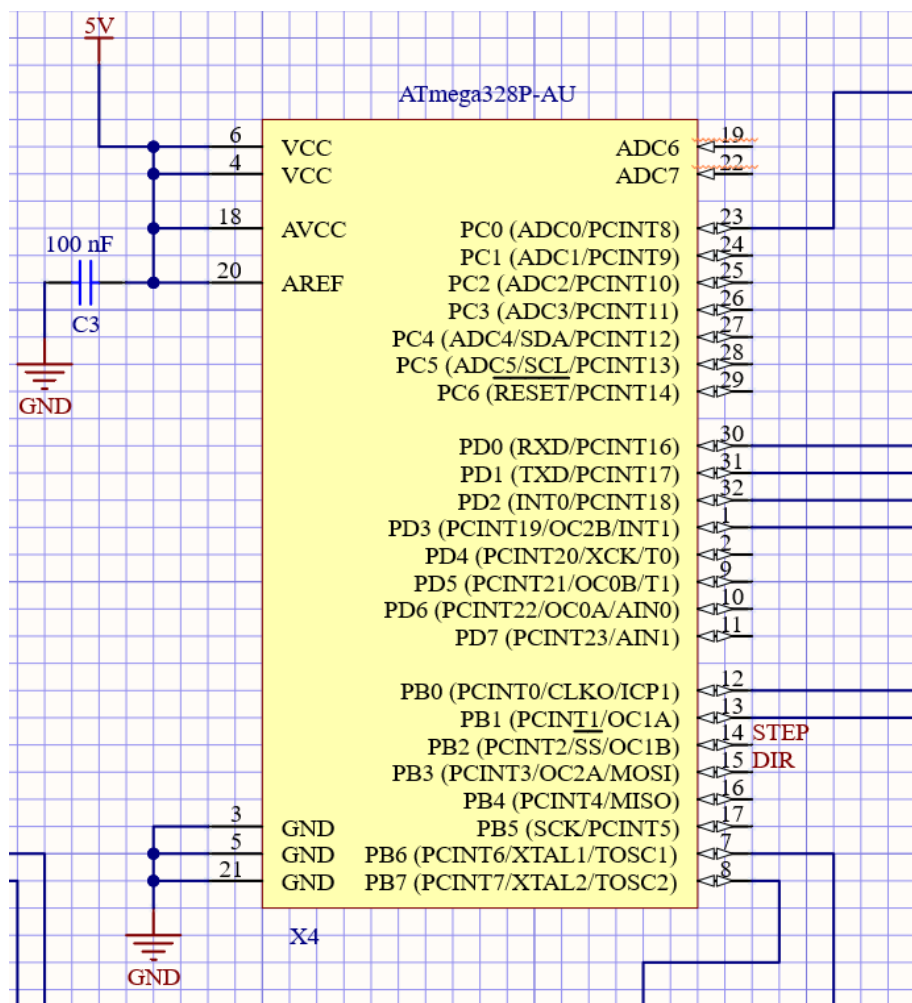 5V
ATmega328P-AU
6 VCC ADC6 19
4 VCC ADC7 22
18 AVCC PC0 (ADC0/PCINT8) 23
PC1 (ADC1/PCINT9) 24
100 nF 20 AREF PC2 (ADC2/PCINT10) 25
PC3 (ADC3/PCINT11) 26
C3
PC4 (ADC4/SDA/PCINT12) 27
PC5 (ADC5/SCL/PCINT13) 28
GND PC6 (RESET/PCINT14) 29
PD0 (RXD/PCINT16) 30
PD1 (TXD/PCINT17) 31
PD2 (INT0/PCINT18) 32
PD3 (PCINT19/OC2B/INT1) 1
PD4 (PCINT20/XCK/T0) 2
PD5 (PCINT21/OC0B/T1) 9
PD6 (PCINT22/OC0A/AIN0) 10
PD7 (PCINT23/AIN1) 11
PB0 (PCINT0/CLKO/ICP1) 12
PB1 (PCINT1/OC1A) 13
PB2 (PCINT2/SS/OC1B) 14 STEP
PB3 (PCINT3/OC2A/MOSI) 15 DIR
PB4 (PCINT4/MISO) 16
3 GND PB5 (SCK/PCINT5) 17
5 GND PB6 (PCINT6/XTAL1/TOSC1) 7
21 GND PB7 (PCINT7/XTAL2/TOSC2) 8
X4
GND